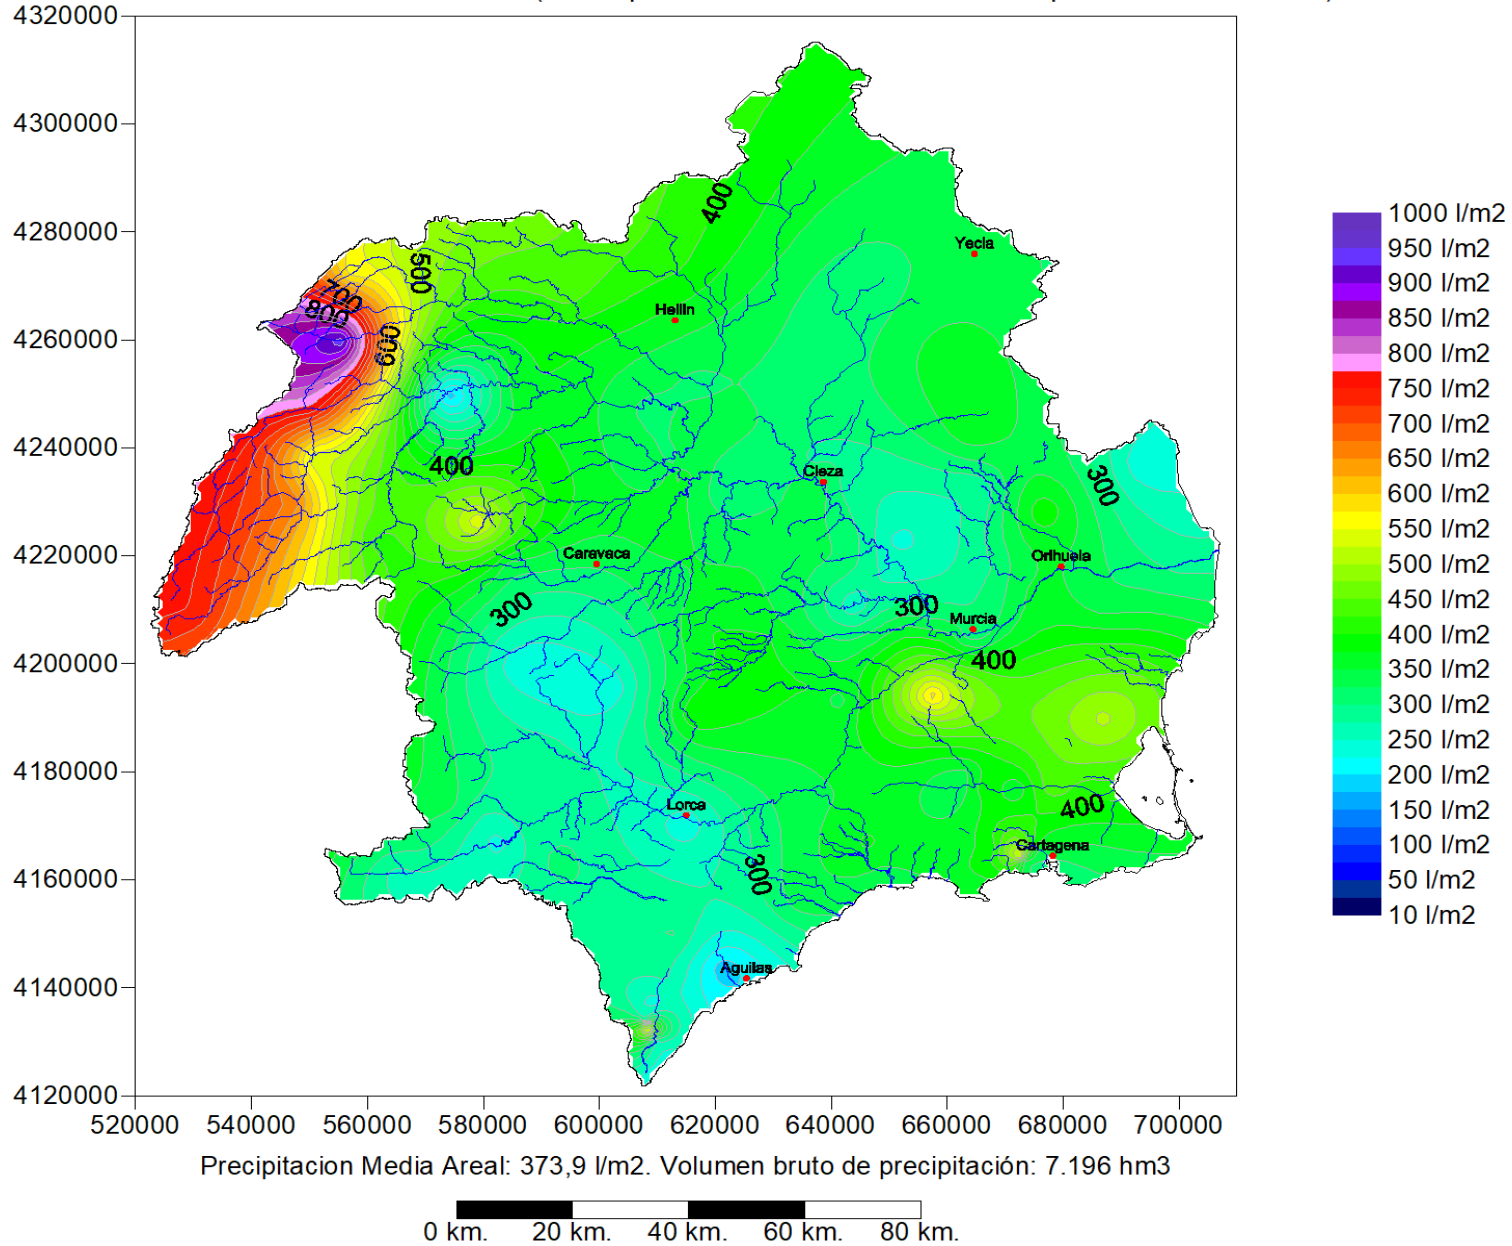 4320000
4300000
4280000
4260000
4240000
4220000
4200000
4180000
4160000
4140000
4120000
520000 540000 560000 580000 600000 620000 640000 660000 680000 700000
400
500
700
800
600
400
300
300
300
400
400
300
Yecla
Hellin
Cieza
Caravaca
Orihuela
Murcia
Lorca
Cartagena
Aguilas
1000 l/m2
950 l/m2
900 l/m2
850 l/m2
800 l/m2
750 l/m2
700 l/m2
650 l/m2
600 l/m2
550 l/m2
500 l/m2
450 l/m2
400 l/m2
350 l/m2
300 l/m2
250 l/m2
200 l/m2
150 l/m2
100 l/m2
50 l/m2
10 l/m2
Precipitacion Media Areal: 373,9 l/m2. Volumen bruto de precipitación: 7.196 hm3
0 km. 20 km. 40 km. 60 km. 80 km.